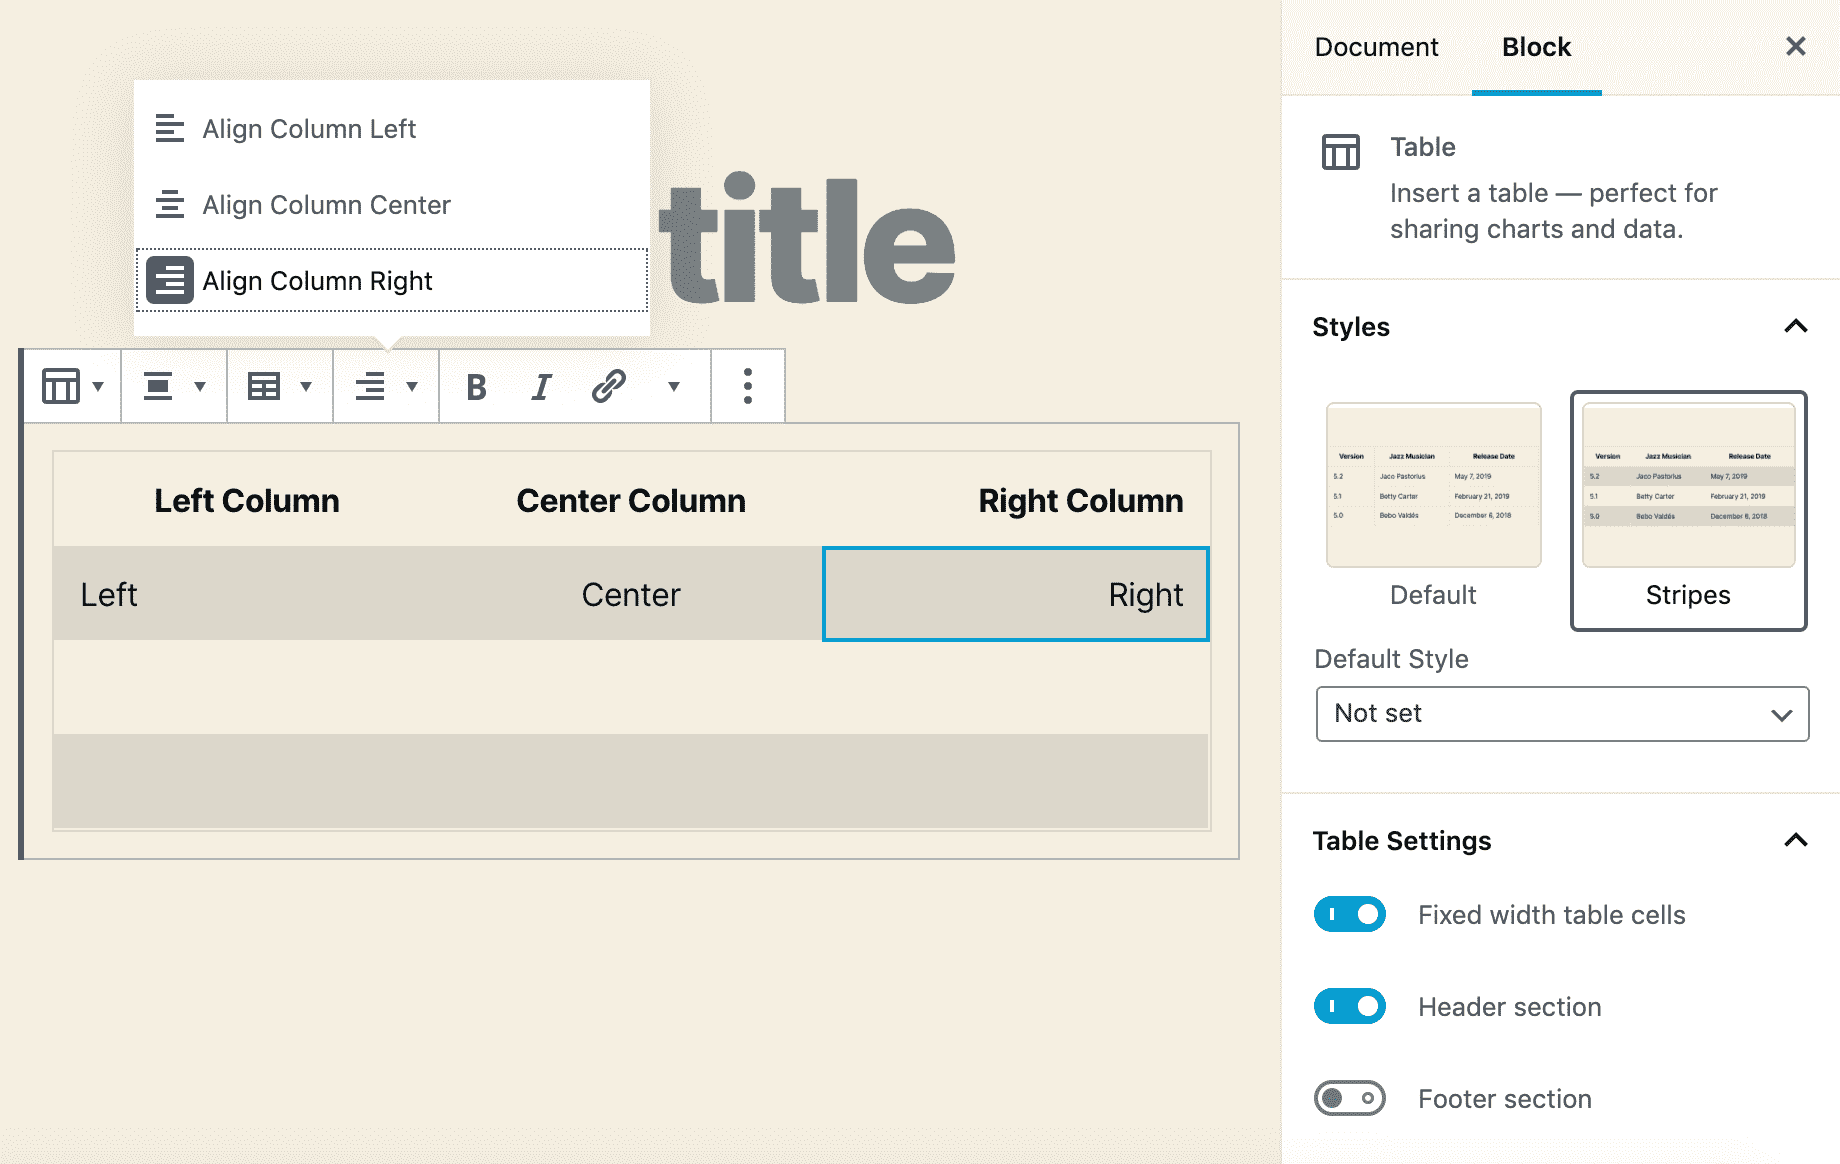 Document
Block
Align Column Left
Align Column Center
Align Column Right
title
Table
Insert a table — perfect for
sharing charts and data.
Styles
B I
Left Column Center Column Right Column
Left Center Right
Version Jazz Musician Release Date
5.2 Jaco Pastorius May 7, 2019
5.1 Betty Carter February 21, 2019
5.0 Bebo Valdés December 6, 2018
Default
Version Jazz Musician Release Date
5.2 Jaco Pastorius May 7, 2019
5.1 Betty Carter February 21, 2019
5.0 Bebo Valdés December 6, 2018
Stripes
Default Style
Not set
Table Settings
Fixed width table cells
Header section
Footer section